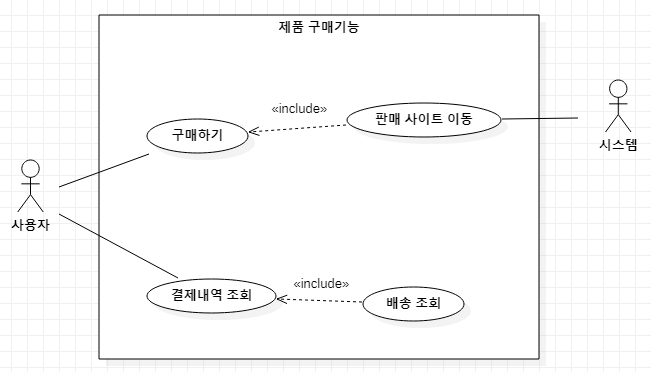 제품 구매기능
«include»
판매 사이트 이동
구매하기
시스템
사용자
«include»
결제내역 조회
배송 조회